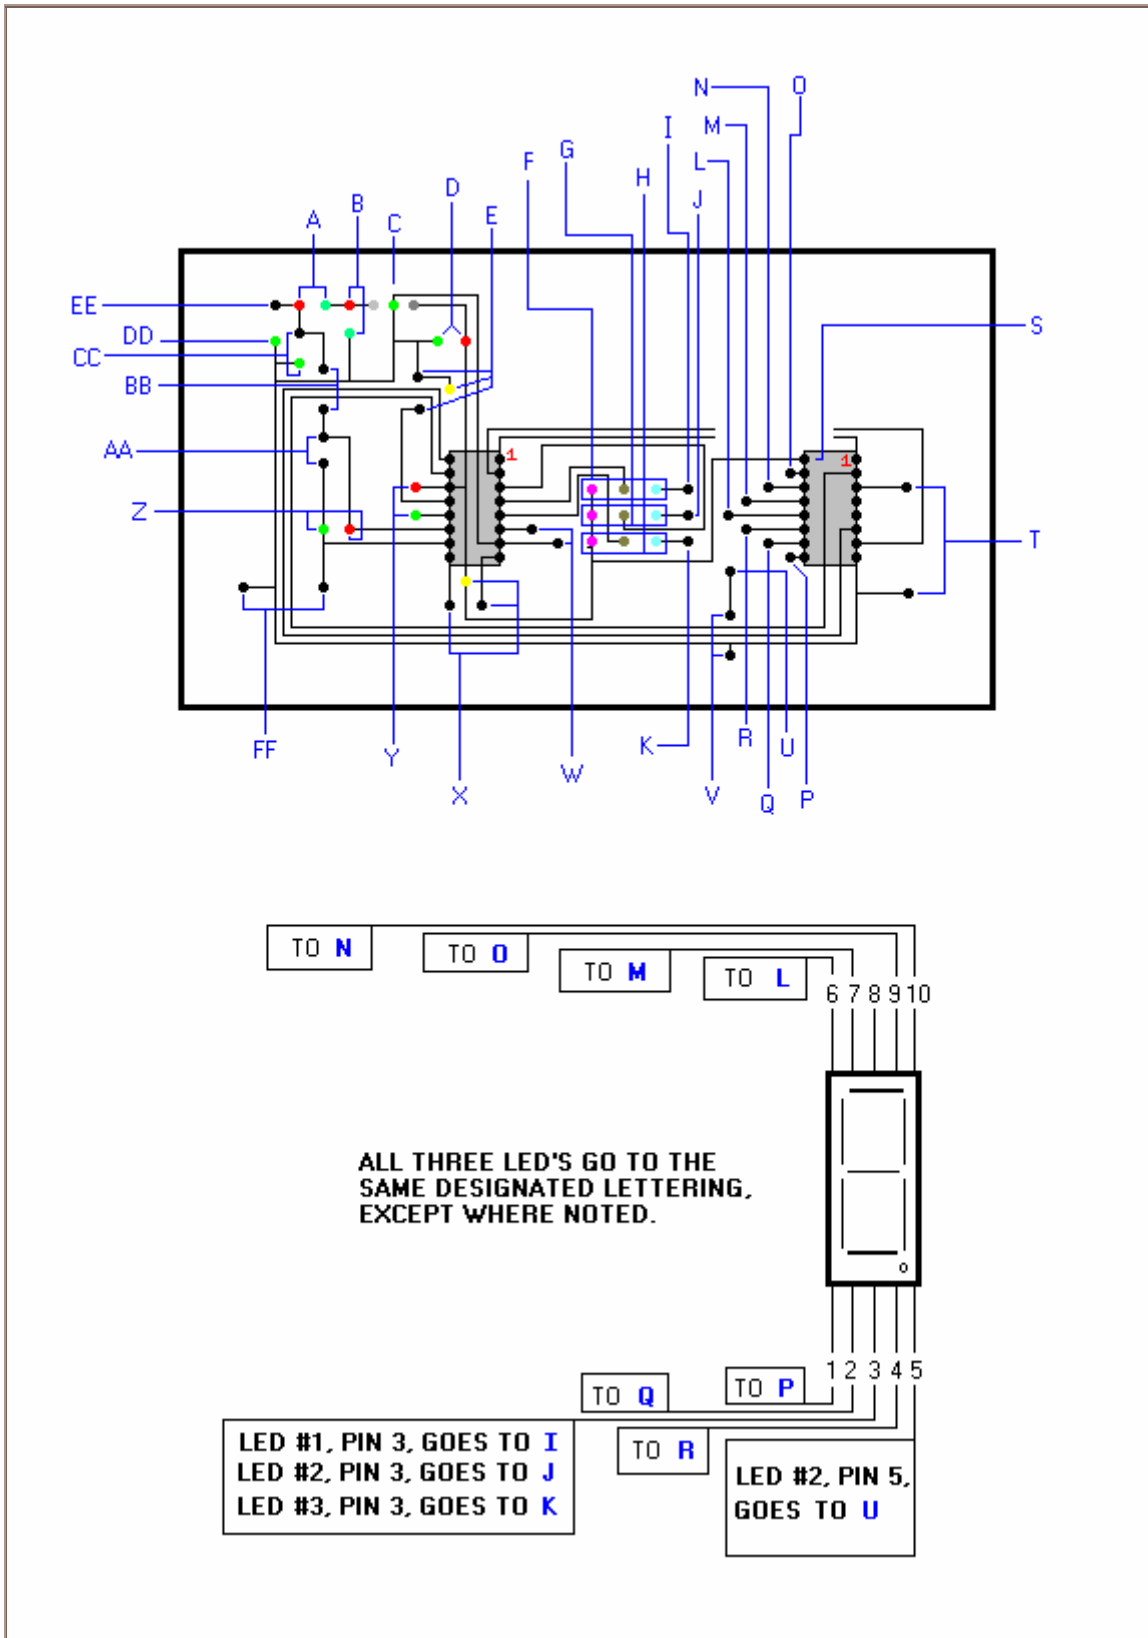 N O
I M
G L
F H
D J
B E
A C
EE
S
DD
CC
BB
AA
1 1
Z
T
FF Y K R U
W
X V Q P
TO N
TO O
TO M
TO L
6 7 8 9 10
ALL THREE LED'S GO TO THE
SAME DESIGNATED LETTERING,
EXCEPT WHERE NOTED.
1 2 3 4 5
TO P
TO Q
LED #1, PIN 3, GOES TO I
LED #2, PIN 3, GOES TO J
LED #3, PIN 3, GOES TO K
TO R
LED #2, PIN 5,
GOES TO U